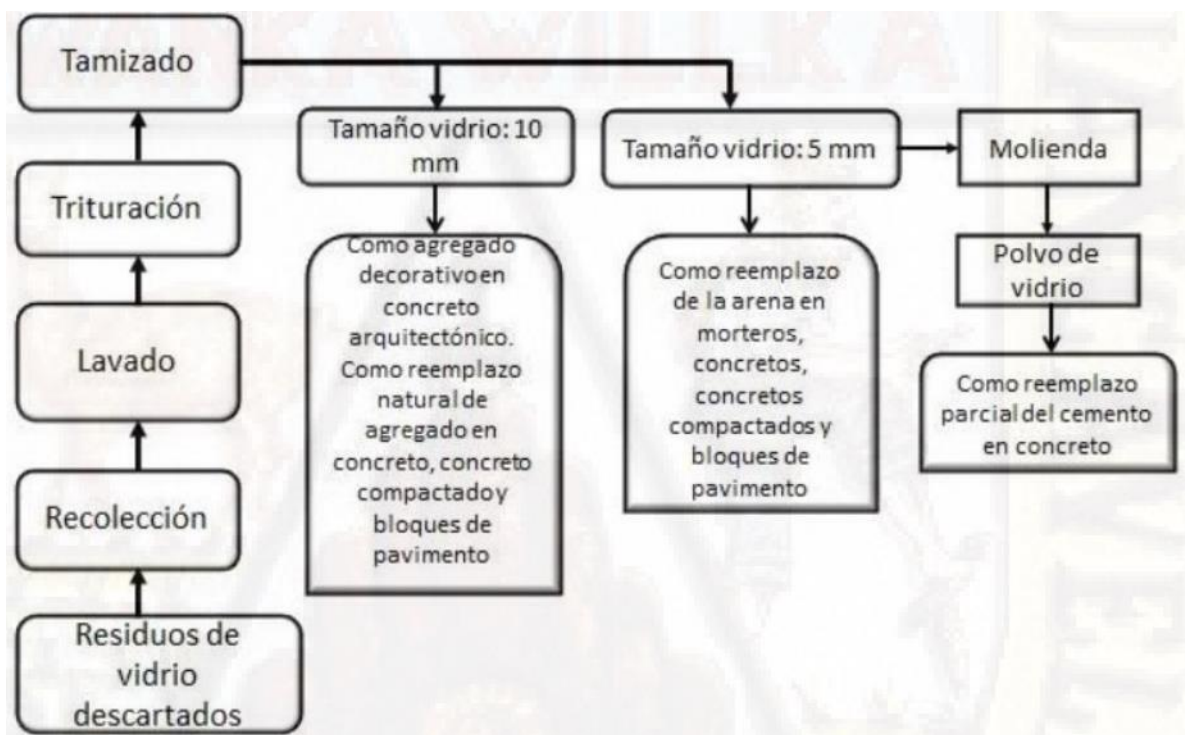 Tamizado
Trituración
Lavado
Recolección
Residuos de
vidrio
descartados
Tamaño vidrio: 10
mm
Como agregado
decorativo en
concreto
arquitectónico.
Como reemplazo
natural de
agregado en
concreto, concreto
compactado y
bloques de
pavimento
Tamaño vidrio: 5 mm
Como reemplazo
de la arena en
morteros,
concretos,
concretos
compactados y
bloques de
pavimento
Molienda
Polvo de
vidrio
Como reemplazo
parcial del cemento
en concreto